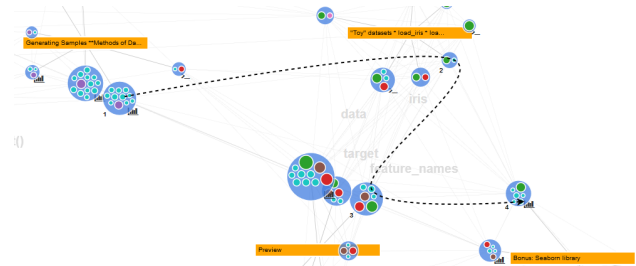 Generating Samples **Methods of Da...
"Toy" datasets * load_iris * loa...
2
1
iris
data
()
target
feature_names
3
4
Preview
Bonus: Seaborn library